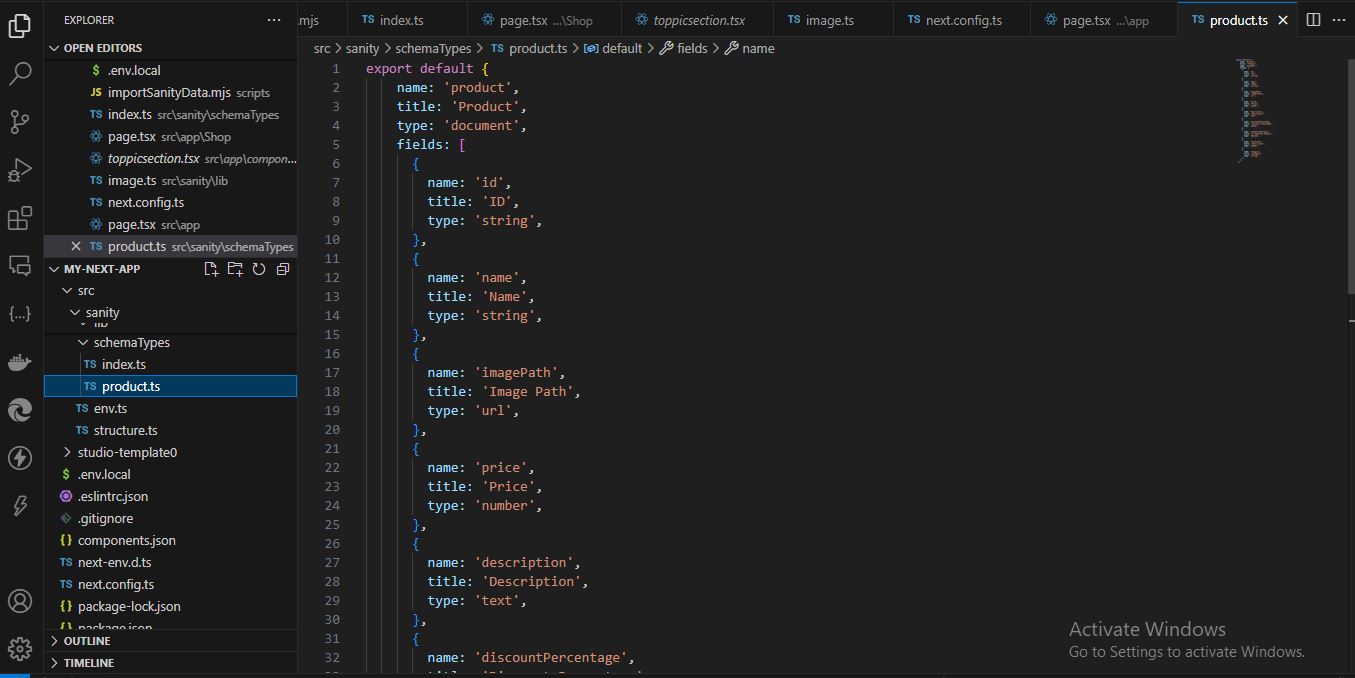 EXPLORER
···
OPEN EDITORS
$ .env.local
JS importSanityData.mjs scripts
TS index.ts src\sanity\schemaTypes
page.tsx src\app\Shop
toppicsection.tsx src\app\compon...
TS image.ts src\sanity\lib
TS next.config.ts
page.tsx src\app
TS product.ts src\sanity\schemaTypes
MY-NEXT-APP
src
sanity
lib
schemaTypes
TS index.ts
TS product.ts
TS env.ts
TS structure.ts
studio-template0
$ .env.local
.eslintrc.json
.gitignore
{} components.json
TS next-env.d.ts
TS next.config.ts
{} package-lock.json
{} package.json
OUTLINE
TIMELINE
.mjs
TS index.ts
page.tsx ...\Shop
toppicsection.tsx
TS image.ts
TS next.config.ts
page.tsx ...\app
TS product.ts
src > sanity > schemaTypes > TS product.ts > default > fields > name
1 export default {
2 name: 'product',
3 title: 'Product',
4 type: 'document',
5 fields: [
6 {
7 name: 'id',
8 title: 'ID',
9 type: 'string',
10 },
11 {
12 name: 'name',
13 title: 'Name',
14 type: 'string',
15 },
16 {
17 name: 'imagePath',
18 title: 'Image Path',
19 type: 'url',
20 },
21 {
22 name: 'price',
23 title: 'Price',
24 type: 'number',
25 },
26 {
27 name: 'description',
28 title: 'Description',
29 type: 'text',
30 },
31 {
32 name: 'discountPercentage',
Activate Windows
Go to Settings to activate Windows.